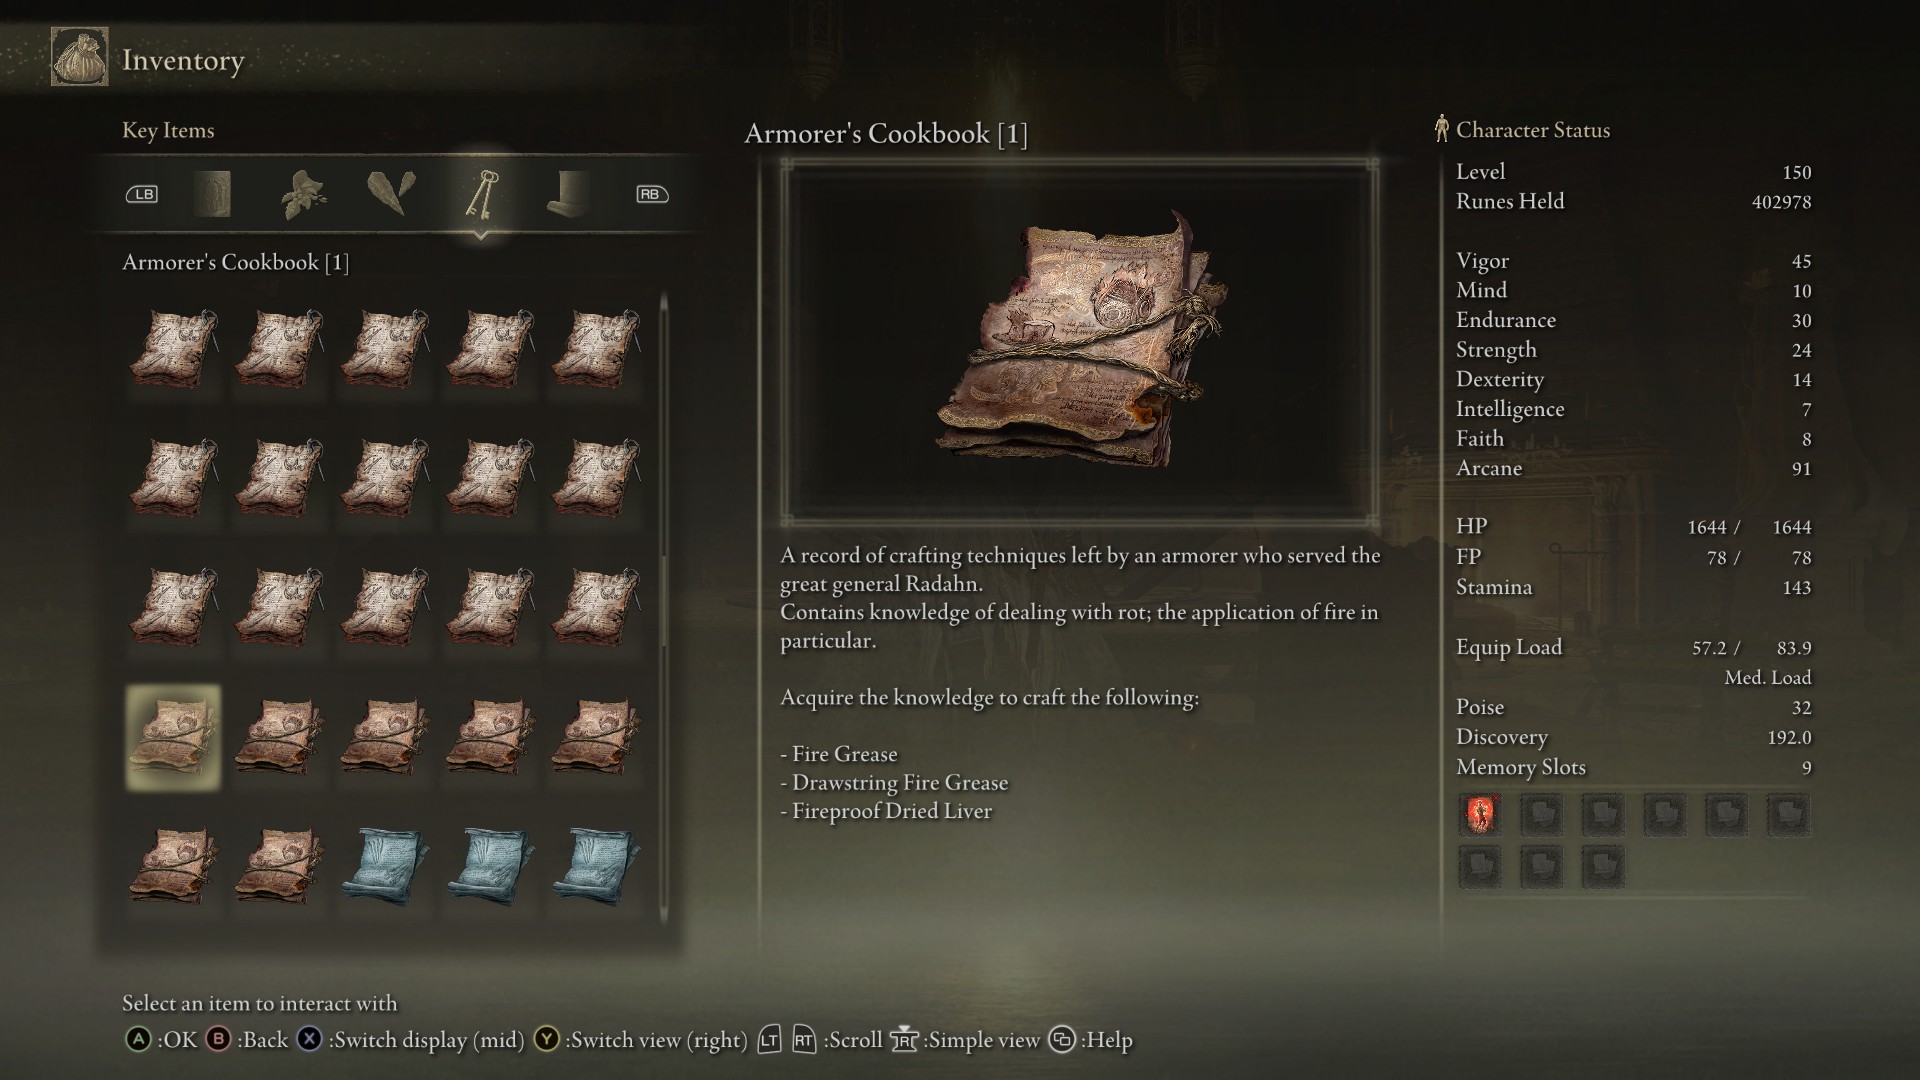 Inventory
Key Items
LB
RB
Armorer's Cookbook [1]
Armorer's Cookbook [1]
A record of crafting techniques left by an armorer who served the
great general Radahn.
Contains knowledge of dealing with rot; the application of fire in
particular.
Acquire the knowledge to craft the following:
- Fire Grease
- Drawstring Fire Grease
- Fireproof Dried Liver
Character Status
Level 150
Runes Held 402978
Vigor 45
Mind 10
Endurance 30
Strength 24
Dexterity 14
Intelligence 7
Faith 8
Arcane 91
HP 1644 / 1644
FP 78 / 78
Stamina 143
Equip Load 57.2 / 83.9
Med. Load
Poise 32
Discovery 192.0
Memory Slots 9
Select an item to interact with
A :OK B :Back X :Switch display (mid) Y :Switch view (right) LT RT :Scroll R :Simple view :Help